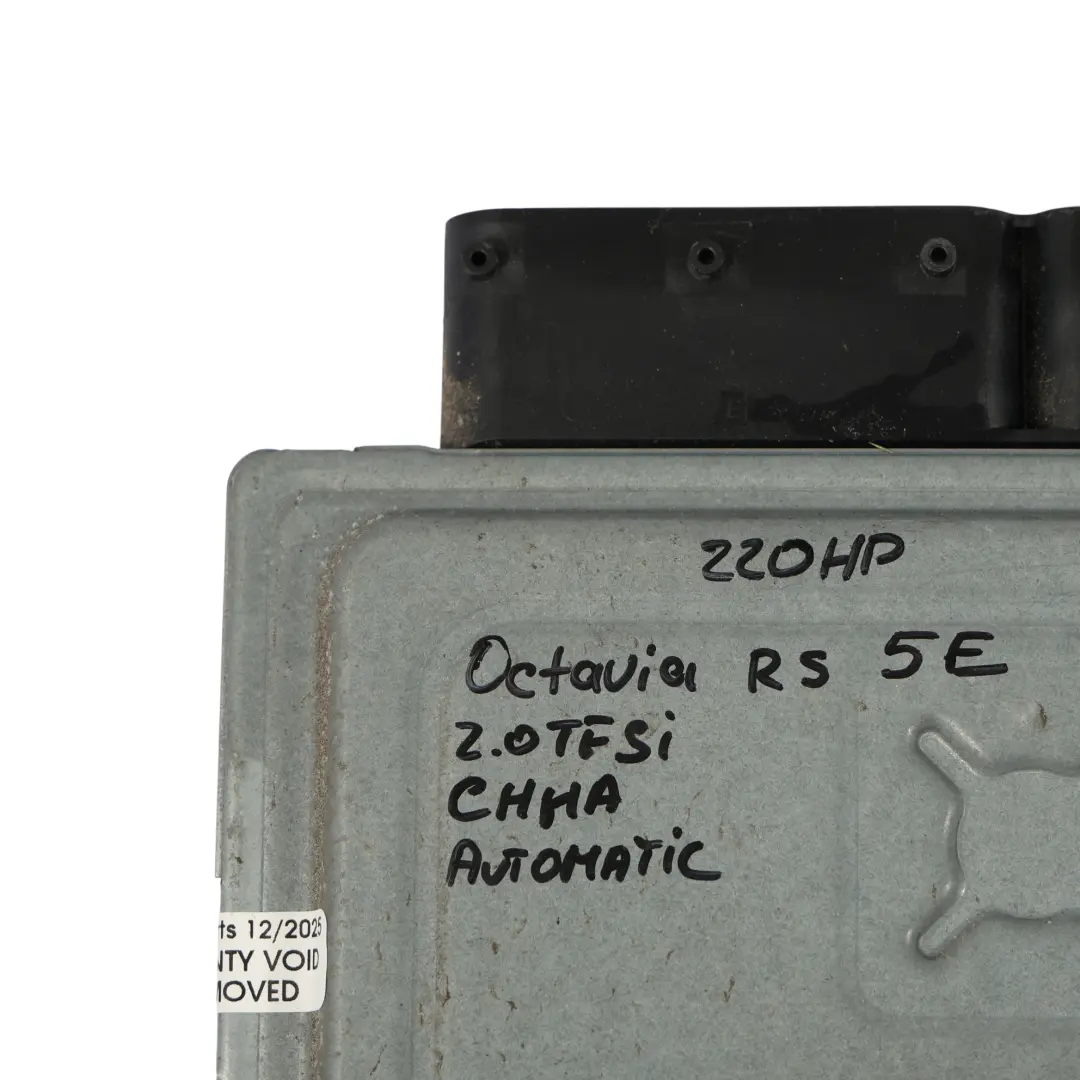 220HP
Octavia RS 5E
2.0TFSi
CHHA
AUTOMATIC
ts 12/2025
NTY VOID
MOVED